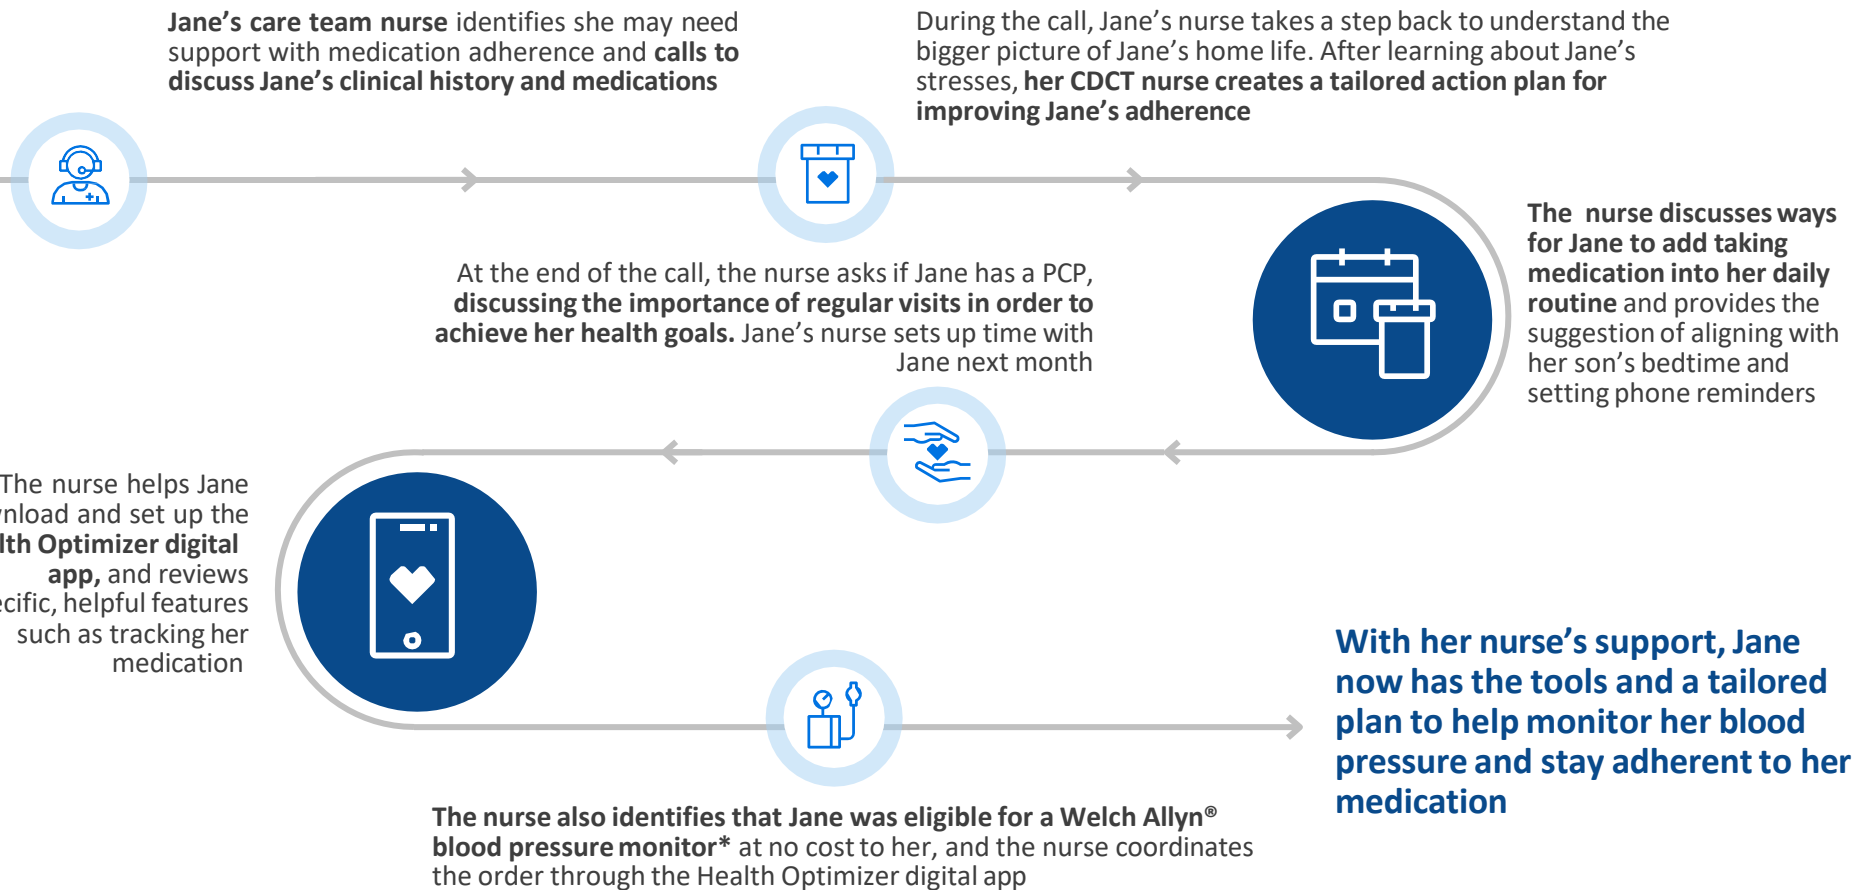 Jane’s care team nurse identifies she may need
support with medication adherence and calls to
discuss Jane’s clinical history and medications
During the call, Jane’s nurse takes a step back to understand the
bigger picture of Jane’s home life. After learning about Jane’s
stresses, her CDCT nurse creates a tailored action plan for
improving Jane’s adherence
The nurse discusses ways
for Jane to add taking
medication into her daily
routine and provides the
suggestion of aligning with
her son’s bedtime and
setting phone reminders
At the end of the call, the nurse asks if Jane has a PCP,
discussing the importance of regular visits in order to
achieve her health goals. Jane’s nurse sets up time with
Jane next month
The nurse helps Jane
nload and set up the
lth Optimizer digital
app, and reviews
ecific, helpful features
such as tracking her
medication
The nurse also identifies that Jane was eligible for a Welch Allyn®
blood pressure monitor* at no cost to her, and the nurse coordinates
the order through the Health Optimizer digital app
With her nurse’s support, Jane
now has the tools and a tailored
plan to help monitor her blood
pressure and stay adherent to her
medication